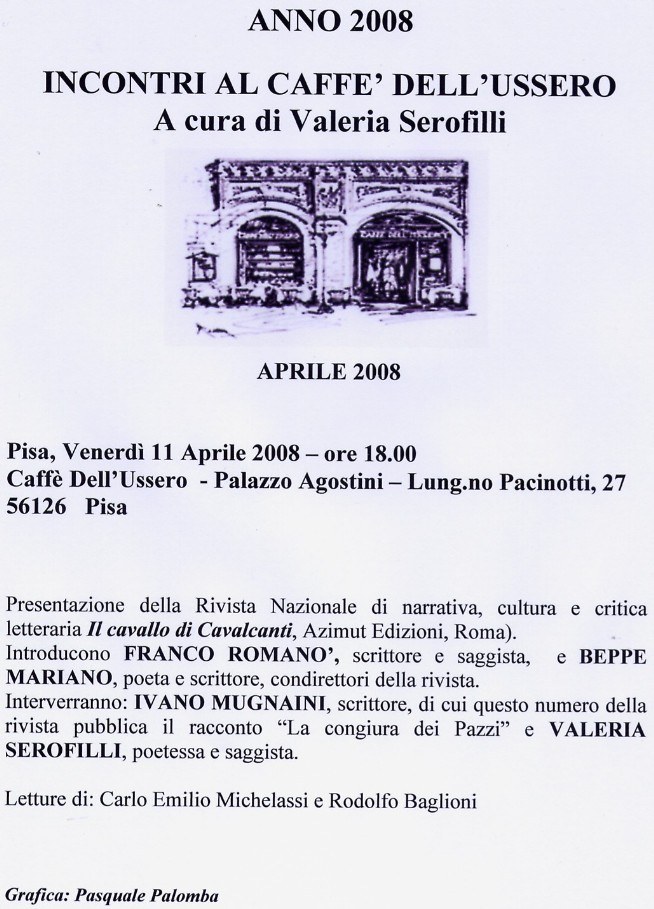 ANNO 2008
INCONTRI AL CAFFE’ DELL’USSERO
A cura di Valeria Serofilli
CAFFE DELL'USSERO
APRILE 2008
Pisa, Venerdì 11 Aprile 2008 – ore 18.00
Caffè Dell’Ussero - Palazzo Agostini – Lung.no Pacinotti, 27
56126 Pisa
Presentazione della Rivista Nazionale di narrativa, cultura e critica
letteraria Il cavallo di Cavalcanti, Azimut Edizioni, Roma).
Introducono FRANCO ROMANO’, scrittore e saggista, e BEPPE
MARIANO, poeta e scrittore, condirettori della rivista.
Interverranno: IVANO MUGNAINI, scrittore, di cui questo numero della
rivista pubblica il racconto “La congiura dei Pazzi” e VALERIA
SEROFILLI, poetessa e saggista.
Letture di: Carlo Emilio Michelassi e Rodolfo Baglioni
Grafica: Pasquale Palomba